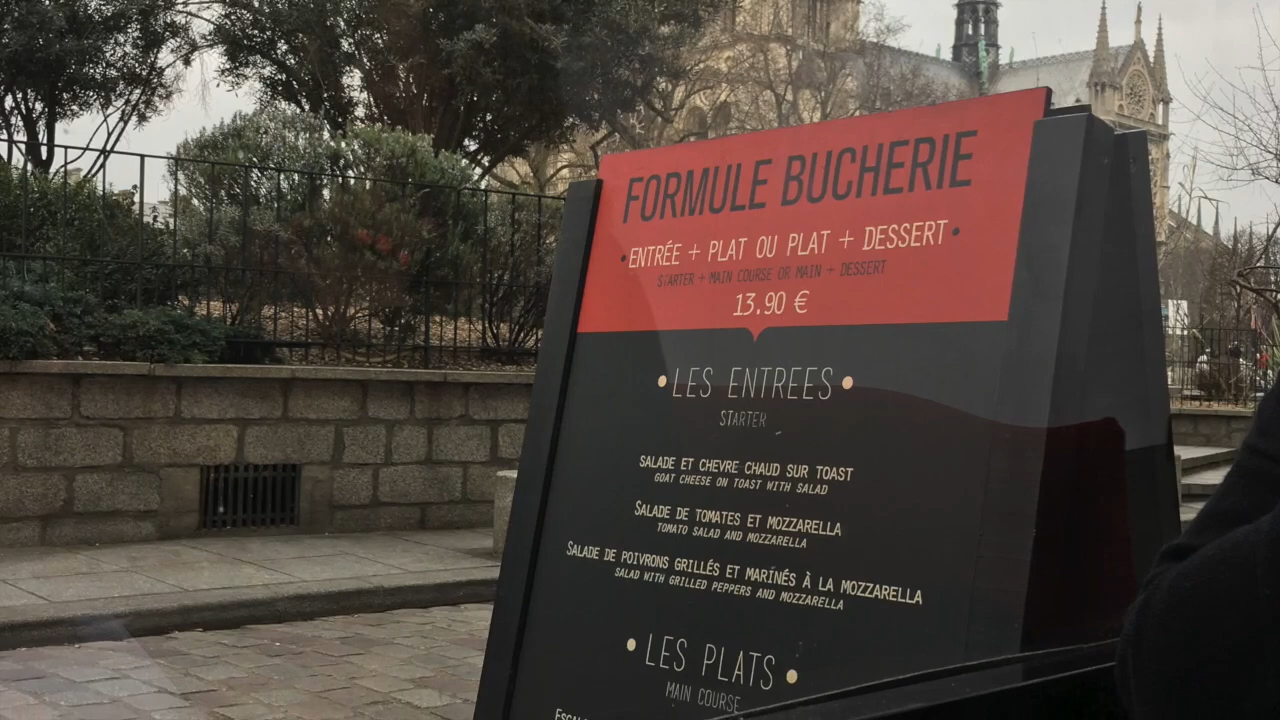 FORMULE BUCHERIE
•ENTRÉE + PLAT OU PLAT + DESSERT•
STARTER + MAIN COURSE OR MAIN + DESSERT
13.90 €
• LES ENTREES •
STARTER
SALADE ET CHEVRE CHAUD SUR TOAST
GOAT CHEESE ON TOAST WITH SALAD
SALADE DE TOMATES ET MOZZARELLA
TOMATO SALAD AND MOZZARELLA
SALADE DE POIVRONS GRILLÉS ET MARINÉS À LA MOZZARELLA
SALAD WITH GRILLED PEPPERS AND MOZZARELLA
• LES PLATS •
MAIN COURSE